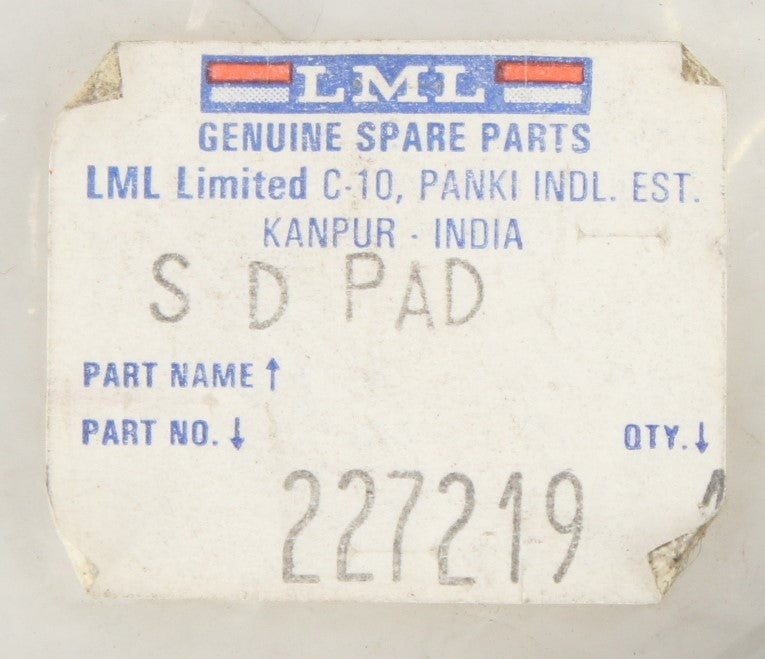 LML
GENUINE SPARE PARTS
LML Limited C-10, PANKI INDL. EST.
KANPUR - INDIA
S D PAD
PART NAME ↑
PART NO. ↓ QTY. ↓
227219 1